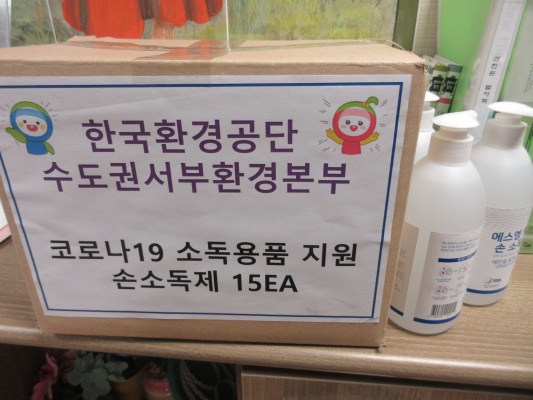 한국환경공단
수도권서부환경본부
코로나19 소독용품 지원
손소독제 15EA
에스엠
손 소